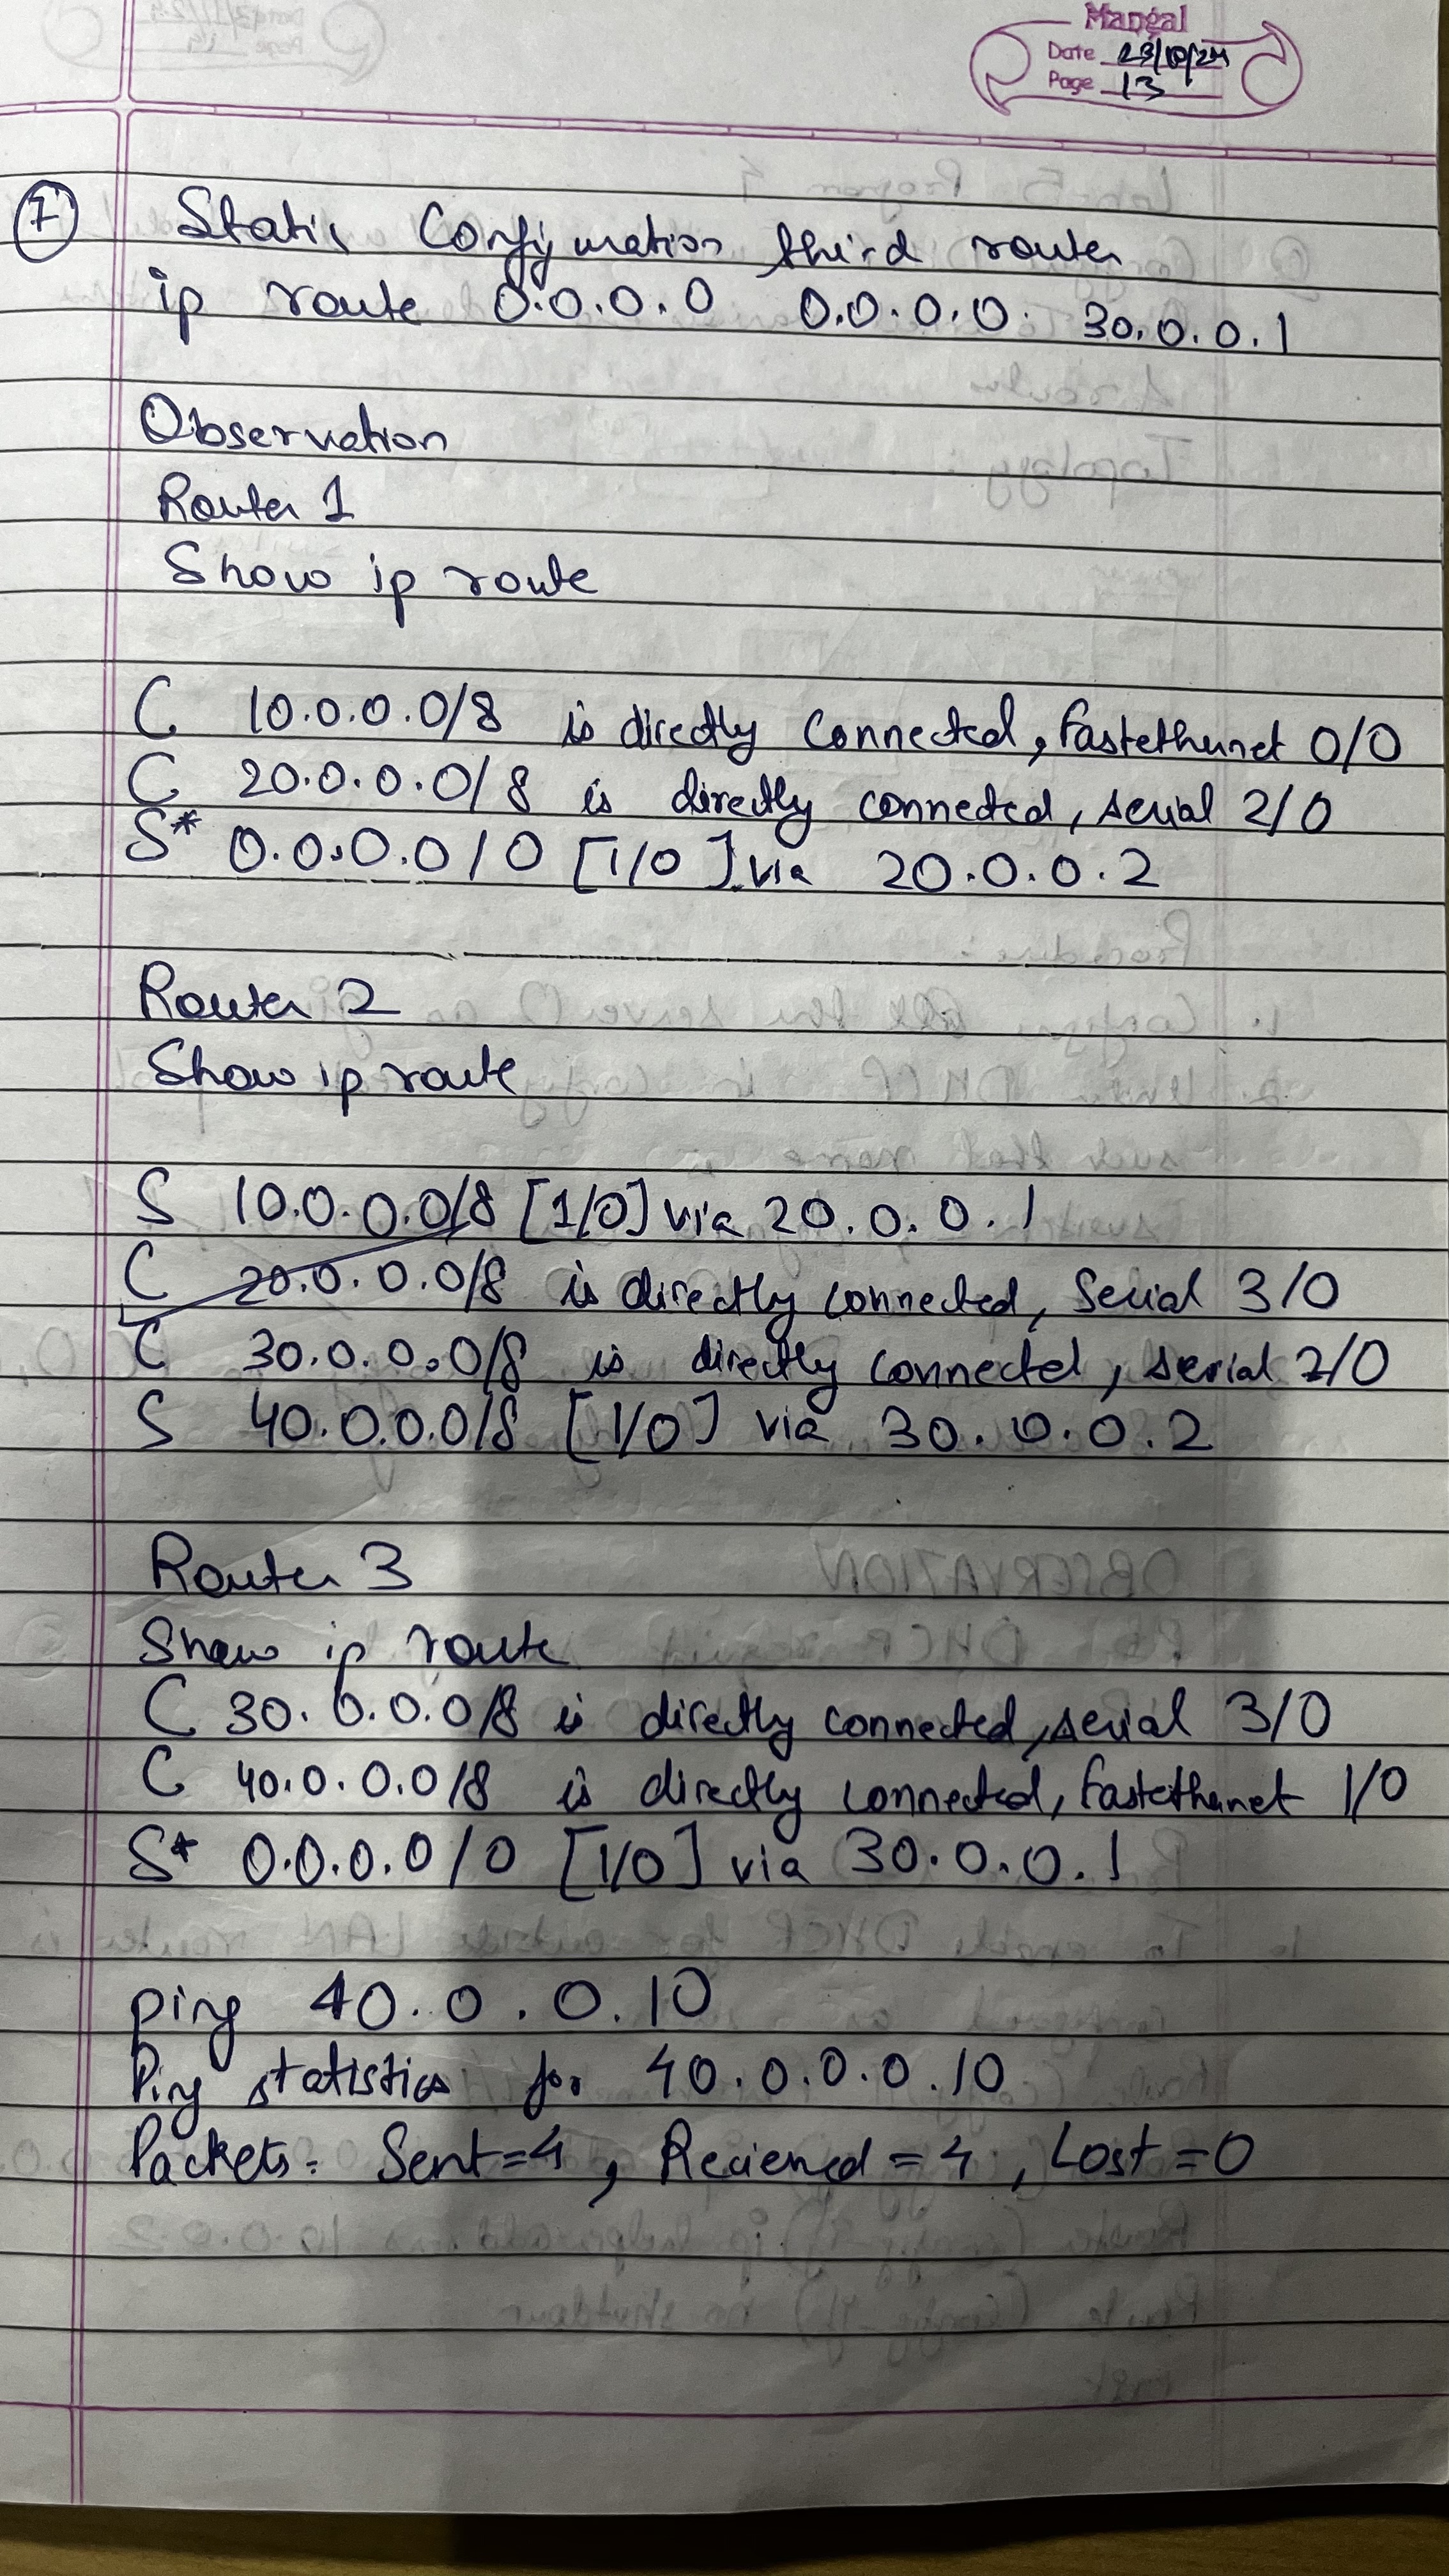 Mangal
Date 23/10/24
Page 13
7 Static Configuration third router
ip route 0.0.0.0 0.0.0.0. 30.0.0.1
Observation
Router 1
Show ip route
C 10.0.0.0/8 is directly connected, Fastethernet 0/0
C 20.0.0.0/8 is directly connected, serial 2/0
S* 0.0.0.0/0 [1/0] via 20.0.0.2
Router 2
Show ip route
S 10.0.0.0/8 [1/0] via 20.0.0.1
C 20.0.0.0/8 is directly connected, Serial 3/0
C 30.0.0.0/8 is directly connected, serial 2/0
S 40.0.0.0/8 [1/0] via 30.0.0.2
Router 3
Show ip route
C 30.0.0.0/8 is directly connected, serial 3/0
C 40.0.0.0/8 is directly connected, Fastethernet 1/0
S* 0.0.0.0/0 [1/0] via 30.0.0.1
Ping 40.0.0.10
Ping statistics for 40.0.0.0.10
Packets: Sent=4, Recieved=4, Lost=0